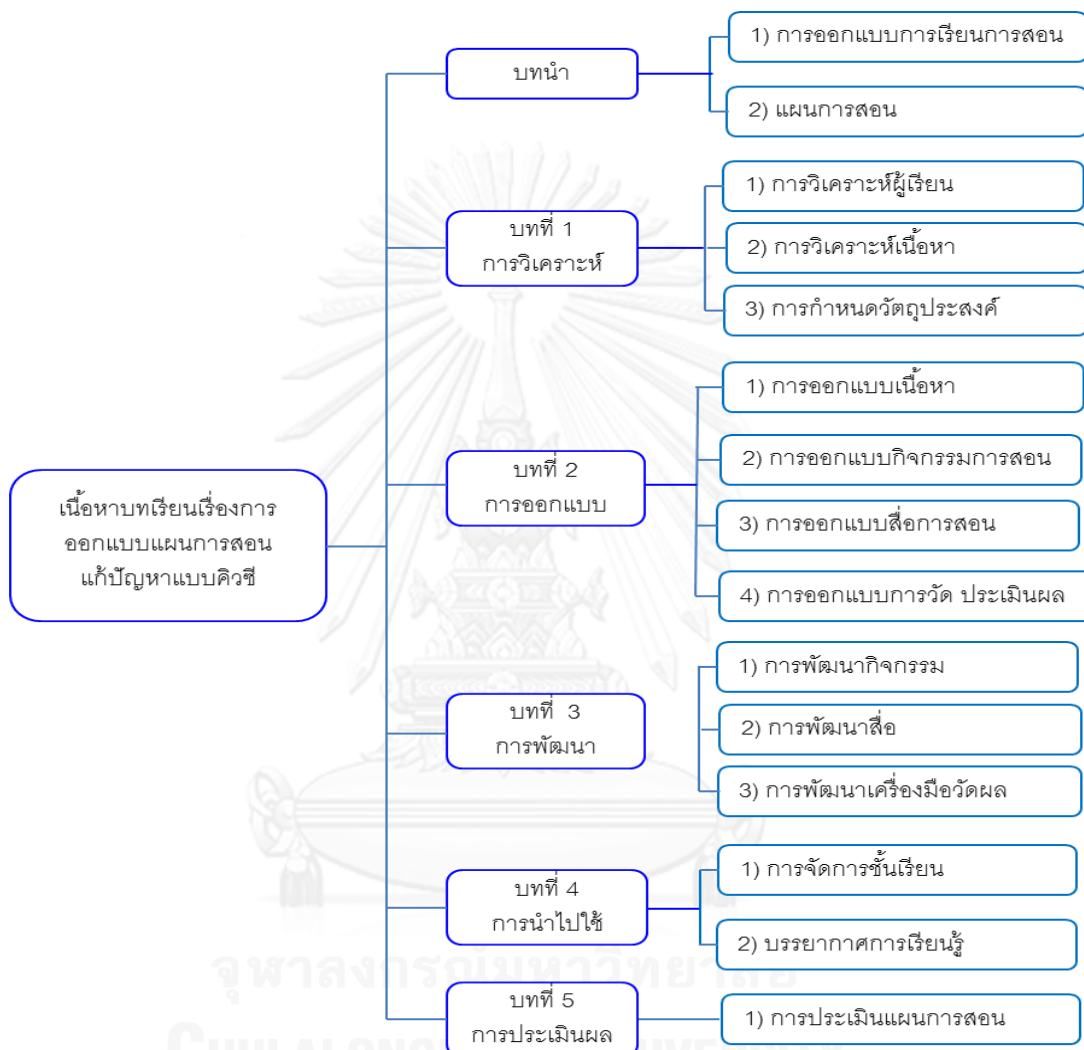 เนื้อหาบทเรียนเรื่องการ
ออกแบบแผนการสอน
แก้ปัญหาแบบคิวซี
บทนำ
1) การออกแบบการเรียนการสอน
2) แผนการสอน
บทที่ 1
การวิเคราะห์
1) การวิเคราะห์ผู้เรียน
2) การวิเคราะห์เนื้อหา
3) การกำหนดวัตถุประสงค์
บทที่ 2
การออกแบบ
1) การออกแบบเนื้อหา
2) การออกแบบกิจกรรมการสอน
3) การออกแบบสื่อการสอน
4) การออกแบบการวัด ประเมินผล
บทที่ 3
การพัฒนา
1) การพัฒนากิจกรรม
2) การพัฒนาสื่อ
3) การพัฒนาเครื่องมือวัดผล
บทที่ 4
การนำไปใช้
1) การจัดการชั้นเรียน
2) บรรยากาศการเรียนรู้
จุฬาลงกรณ์มหาวิทยาลัย
บทที่ 5
การประเมินผล
1) การประเมินแผนการสอน